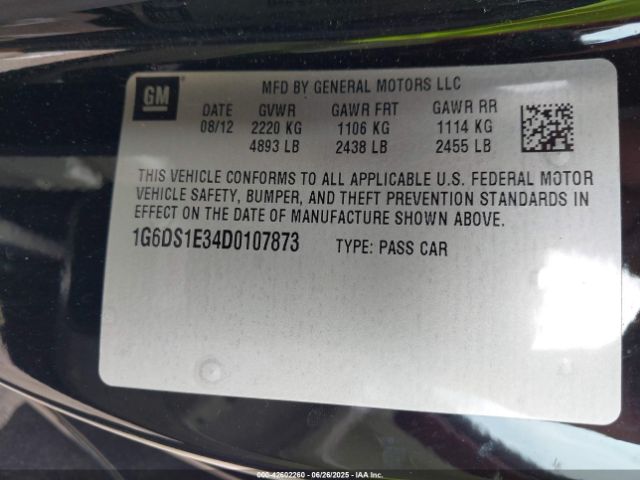 GM
MFD BY GENERAL MOTORS LLC
DATE GVWR GAWR FRT GAWR RR
08/12 2220 KG 1106 KG 1114 KG
4893 LB 2438 LB 2455 LB
THIS VEHICLE CONFORMS TO ALL APPLICABLE U.S. FEDERAL MOTOR
VEHICLE SAFETY, BUMPER, AND THEFT PREVENTION STANDARDS IN
EFFECT ON THE DATE OF MANUFACTURE SHOWN ABOVE.
1G6DS1E34D0107873 TYPE: PASS CAR
000-42602260 - 06/26/2025 - IAA Inc.